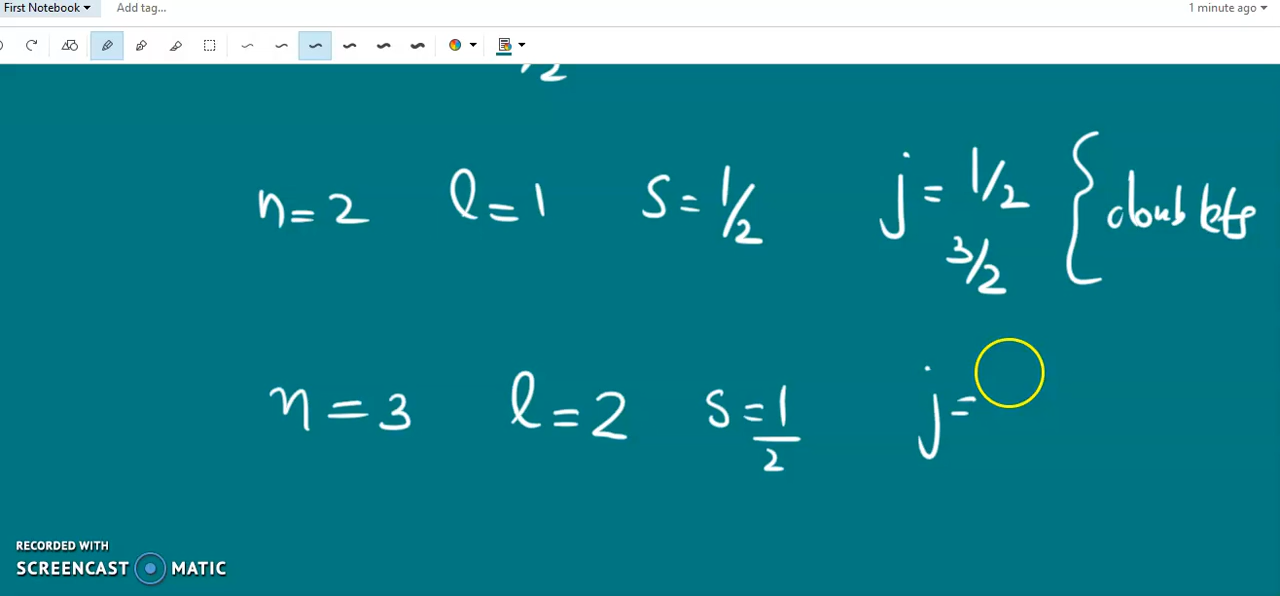 First Notebook Add tag... 1 minute ago
n=2 l=1 s=1/2 j=1/2 doublets
3/2
n=3 l=2 s=1/2 j=
RECORDED WITH
SCREENCAST MATIC